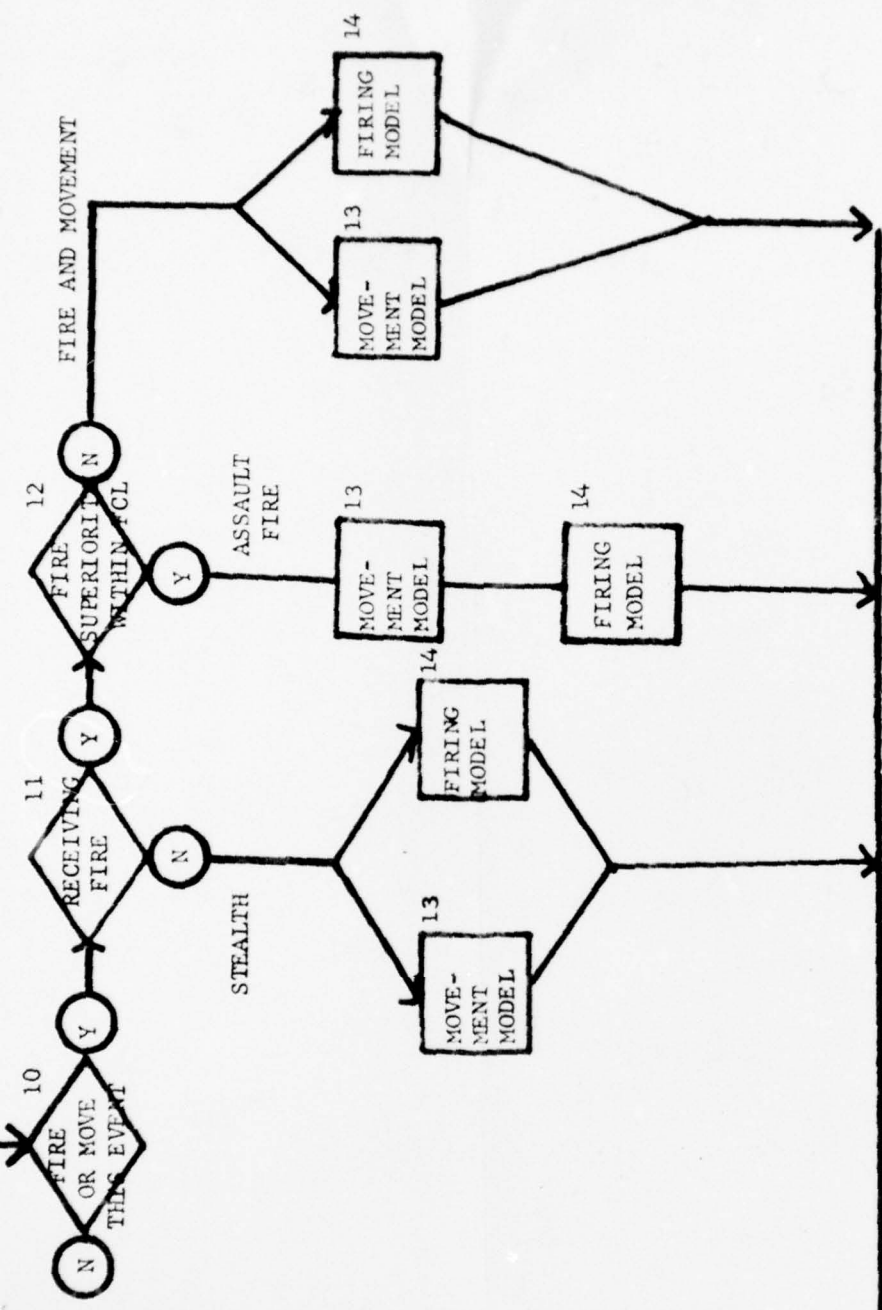 N
10
FIRE
OR MOVE
THIS EVENT
Y
11
RECEIVING
FIRE
Y
12
FIRE
SUPERIORIT
WITHIN FCL
N
FIRE AND MOVEMENT
N
STEALTH
13
MOVE-
MENT
MODEL
14
FIRING
MODEL
Y
ASSAULT
FIRE
13
MOVE-
MENT
MODEL
14
FIRING
MODEL
13
MOVE-
MENT
MODEL
14
FIRING
MODEL